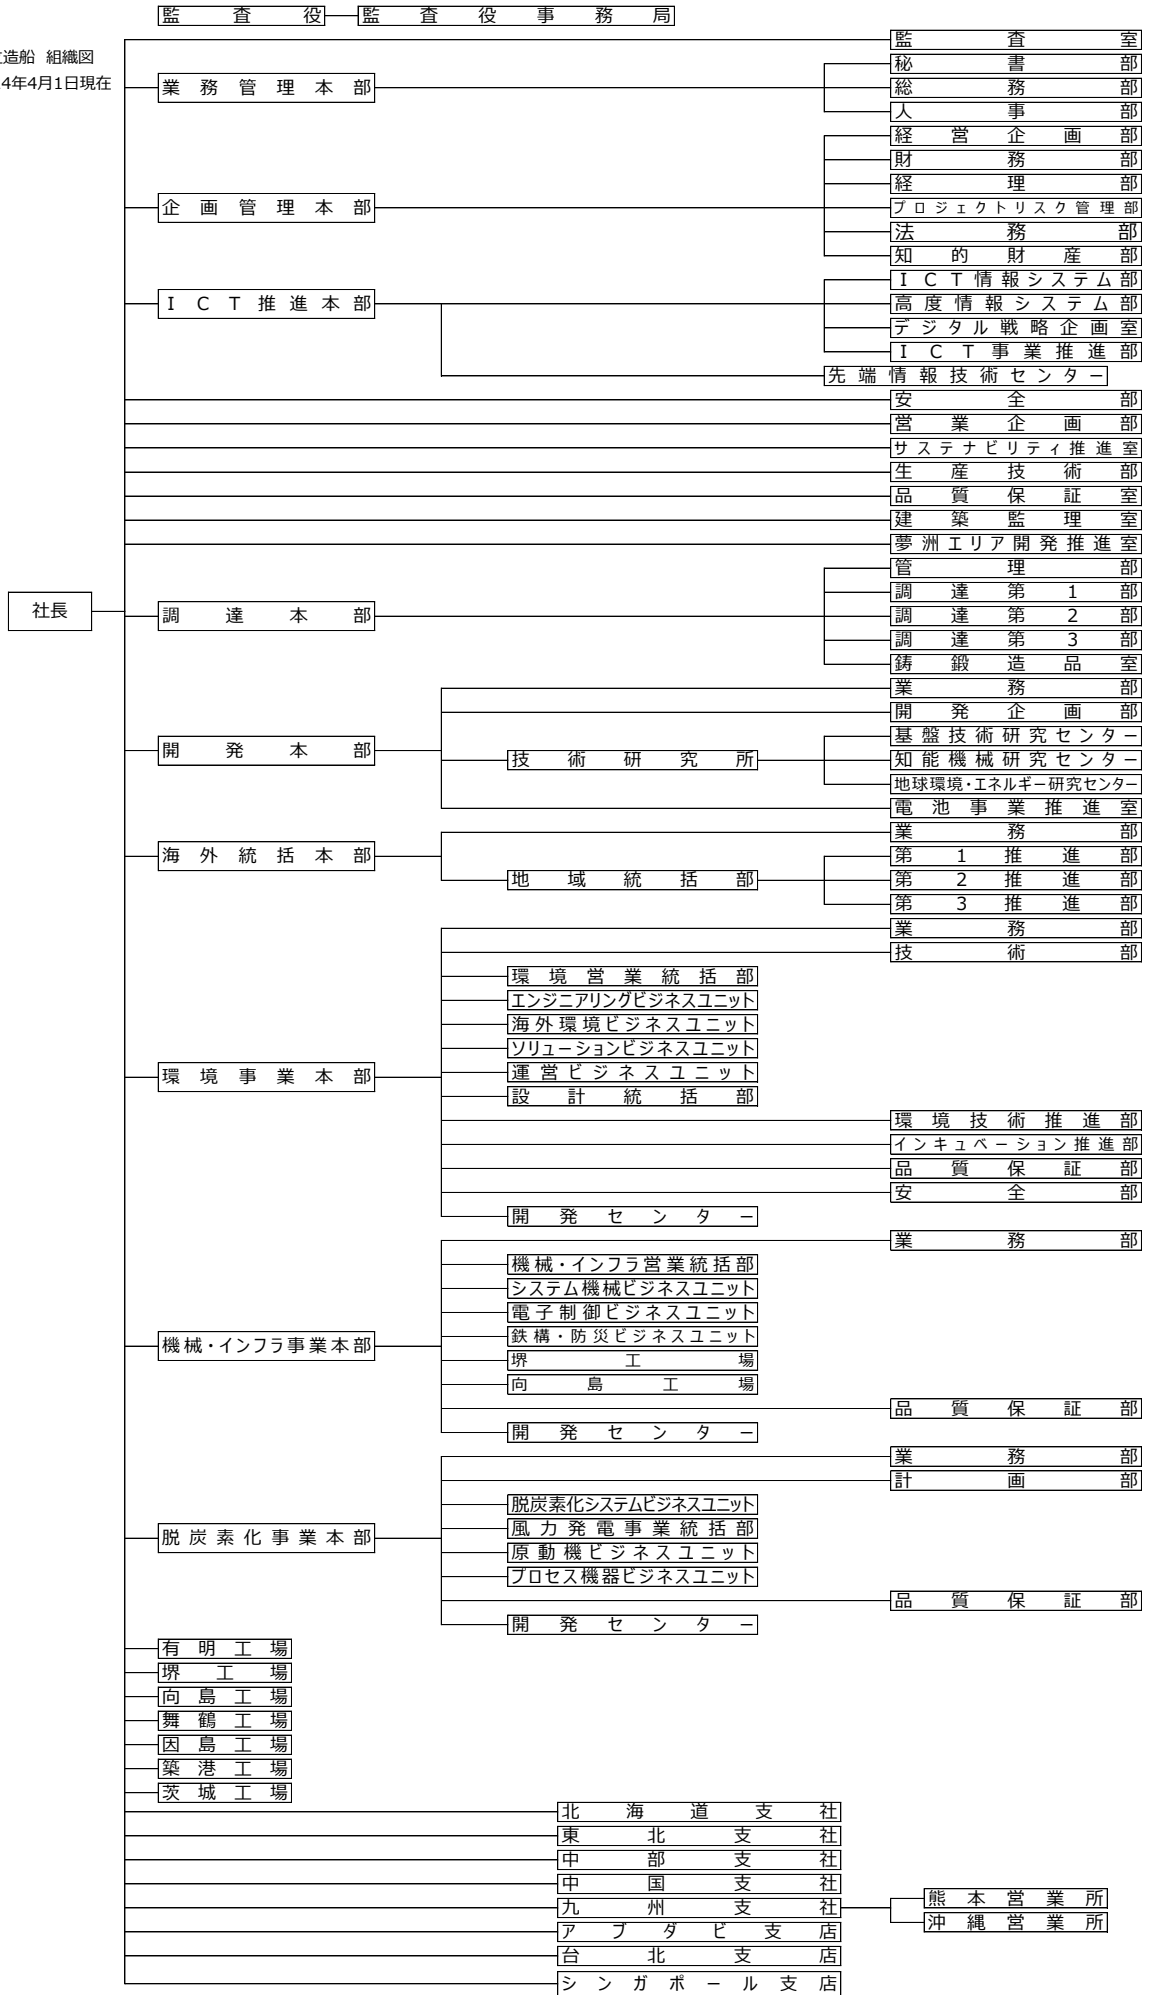 監査役 監査役事務局
造船 組織図
4年4月1日現在
監査室
秘書部
業務管理本部
総務部
人事部
経営企画部
財務部
経理部
企画管理本部
プロジェクトリスク管理部
法務部
知的財産部
ICT情報システム部
ICT推進本部
高度情報システム部
デジタル戦略企画室
ICT事業推進部
先端情報技術センター
安全部
営業企画部
サステナビリティ推進室
生産技術部
品質保証室
建築監理室
夢洲エリア開発推進室
管理部
調達第1部
社長
調達本部
調達第2部
調達第3部
鋳鍛造品室
業務部
開発企画部
基盤技術研究センター
開発本部
技術研究所
知能機械研究センター
地球環境・エネルギー研究センター
電池事業推進室
業務部
海外統括本部
第1推進部
地域統括部
第2推進部
第3推進部
業務部
技術部
環境営業統括部
エンジニアリングビジネスユニット
海外環境ビジネスユニット
ソリューションビジネスユニット
環境事業本部
運営ビジネスユニット
設計統括部
環境技術推進部
インキュベーション推進部
品質保証部
安全部
開発センター
業務部
機械・インフラ営業統括部
システム機械ビジネスユニット
電子制御ビジネスユニット
鉄構・防災ビジネスユニット
機械・インフラ事業本部
堺工場
向島工場
品質保証部
開発センター
業務部
計画部
脱炭素化システムビジネスユニット
風力発電事業統括部
脱炭素化事業本部
原動機ビジネスユニット
プロセス機器ビジネスユニット
品質保証部
開発センター
有明工場
堺工場
向島工場
舞鶴工場
因島工場
築港工場
茨城工場
北海道支社
東北支社
中部支社
中国支社
九州支社
熊本営業所
沖縄営業所
アブダビ支店
台北支店
シンガポール支店